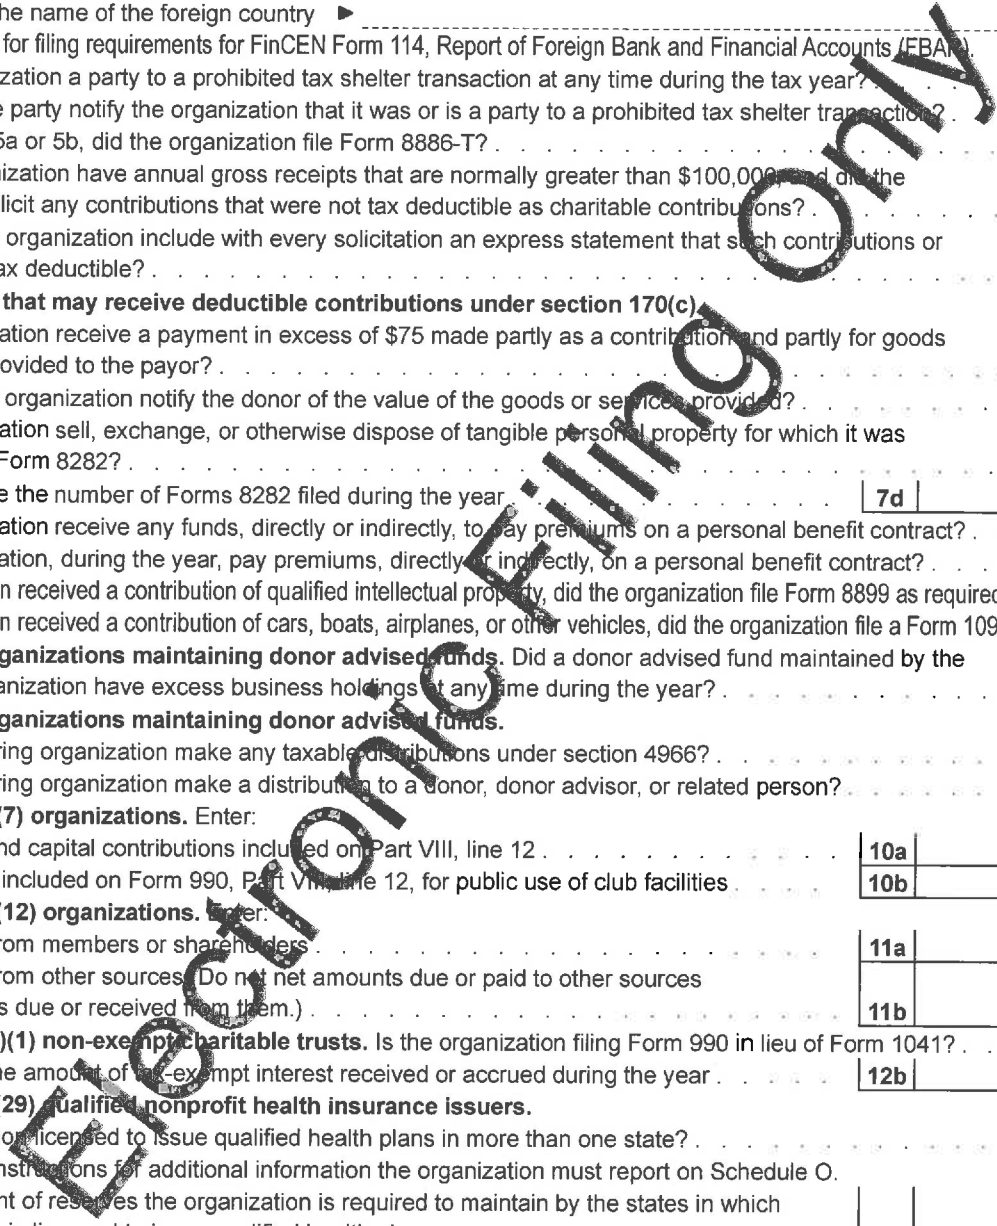 he name of the foreign country ▶
for filing requirements for FinCEN Form 114, Report of Foreign Bank and Financial Accounts (FBAR).
zation a party to a prohibited tax shelter transaction at any time during the tax year?
e party notify the organization that it was or is a party to a prohibited tax shelter transaction?
5a or 5b, did the organization file Form 8886-T?
ization have annual gross receipts that are normally greater than $100,000, and did the
licit any contributions that were not tax deductible as charitable contributions?
organization include with every solicitation an express statement that such contributions or
ax deductible?
that may receive deductible contributions under section 170(c).
ation receive a payment in excess of $75 made partly as a contribution and partly for goods
ovided to the payor?
organization notify the donor of the value of the goods or services provided?
ation sell, exchange, or otherwise dispose of tangible personal property for which it was
Form 8282?
e the number of Forms 8282 filed during the year 7d
ation receive any funds, directly or indirectly, to pay premiums on a personal benefit contract?
ation, during the year, pay premiums, directly or indirectly, on a personal benefit contract?
n received a contribution of qualified intellectual property, did the organization file Form 8899 as required
n received a contribution of cars, boats, airplanes, or other vehicles, did the organization file a Form 109
ganizations maintaining donor advised funds. Did a donor advised fund maintained by the
anization have excess business holdings at any time during the year?
ganizations maintaining donor advised funds.
ring organization make any taxable distributions under section 4966?
ring organization make a distribution to a donor, donor advisor, or related person?
(7) organizations. Enter:
nd capital contributions included on Part VIII, line 12 10a
included on Form 990, Part VIII, line 12, for public use of club facilities 10b
(12) organizations. Enter:
rom members or shareholders 11a
rom other sources (Do not net amounts due or paid to other sources
s due or received from them.) 11b
)(1) non-exempt charitable trusts. Is the organization filing Form 990 in lieu of Form 1041?
he amount of tax-exempt interest received or accrued during the year 12b
(29) qualified nonprofit health insurance issuers.
on licensed to issue qualified health plans in more than one state?
nstructions for additional information the organization must report on Schedule O.
nt of reserves the organization is required to maintain by the states in which
Electronic Filing Only